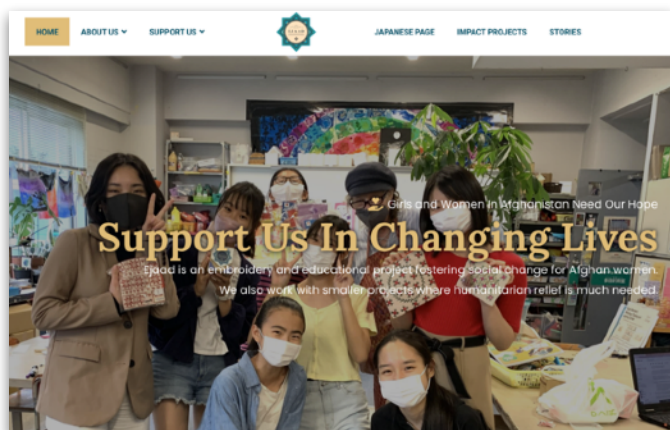 HOME
ABOUT US
SUPPORT US
JAPANESE PAGE
IMPACT PROJECTS
STORIES
Girls and Women in Afghanistan Need Our Hope
Support Us In Changing Lives
Ejaad is an embroidery and educational project fostering social change for Afghan women.
We also work with smaller projects where humanitarian relief is much needed.